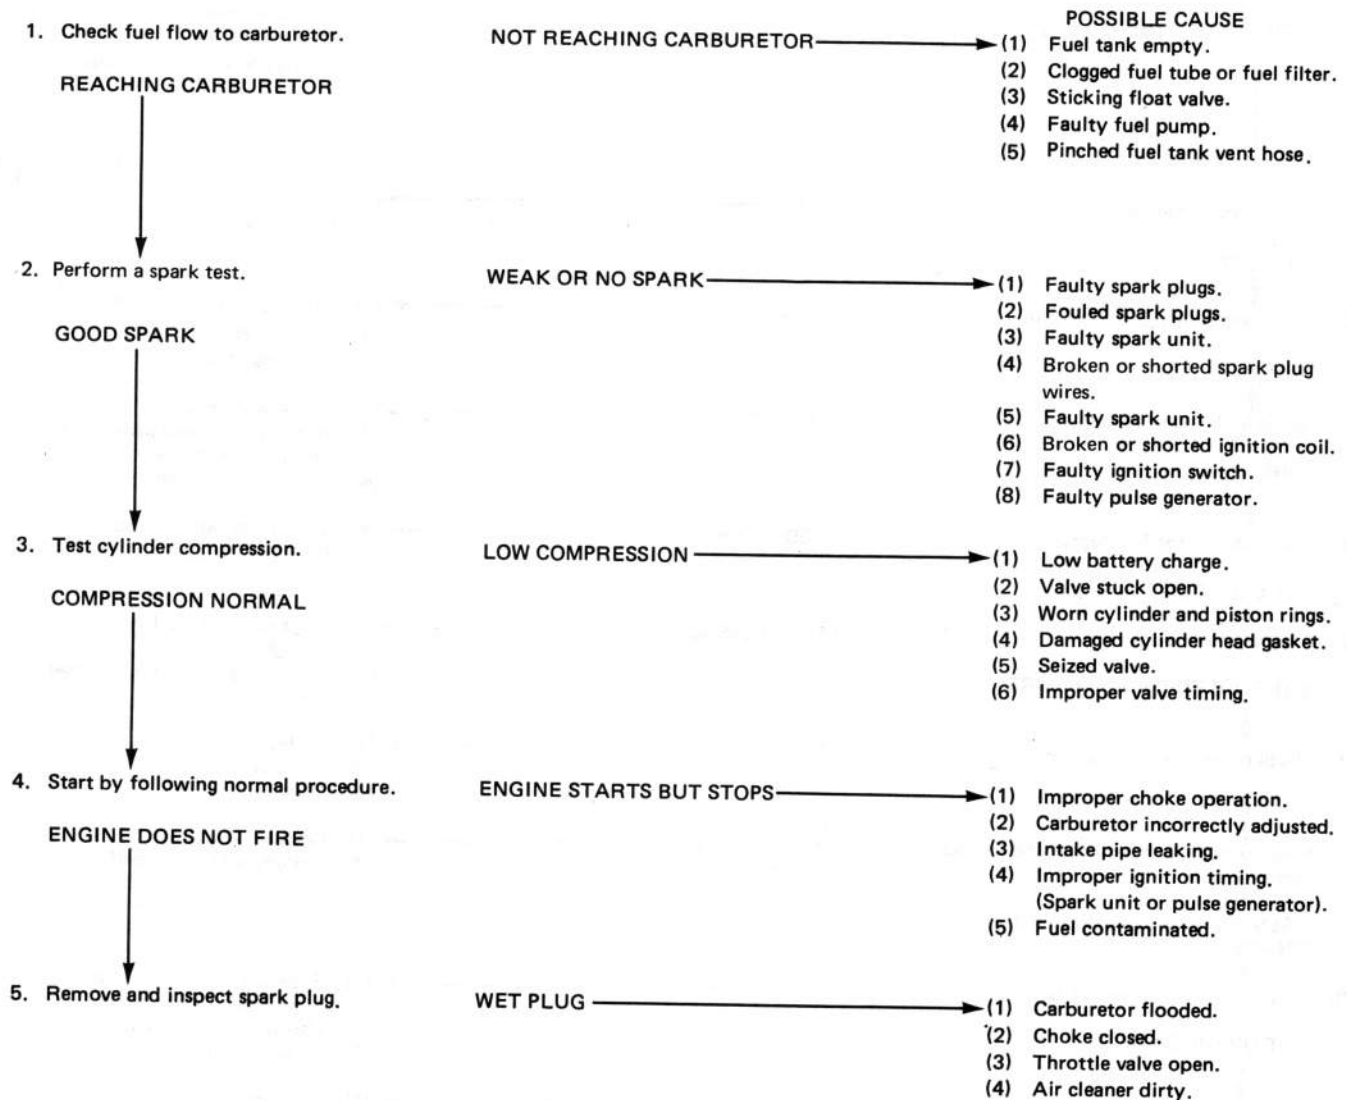 POSSIBLE CAUSE
1. Check fuel flow to carburetor.
NOT REACHING CARBURETOR
(1) Fuel tank empty.
(2) Clogged fuel tube or fuel filter.
(3) Sticking float valve.
(4) Faulty fuel pump.
(5) Pinched fuel tank vent hose.
REACHING CARBURETOR
2. Perform a spark test.
WEAK OR NO SPARK
(1) Faulty spark plugs.
(2) Fouled spark plugs.
(3) Faulty spark unit.
(4) Broken or shorted spark plug
wires.
(5) Faulty spark unit.
(6) Broken or shorted ignition coil.
(7) Faulty ignition switch.
(8) Faulty pulse generator.
GOOD SPARK
3. Test cylinder compression.
LOW COMPRESSION
(1) Low battery charge.
(2) Valve stuck open.
(3) Worn cylinder and piston rings.
(4) Damaged cylinder head gasket.
(5) Seized valve.
(6) Improper valve timing.
COMPRESSION NORMAL
4. Start by following normal procedure.
ENGINE STARTS BUT STOPS
(1) Improper choke operation.
(2) Carburetor incorrectly adjusted.
(3) Intake pipe leaking.
(4) Improper ignition timing.
(Spark unit or pulse generator).
(5) Fuel contaminated.
ENGINE DOES NOT FIRE
5. Remove and inspect spark plug.
WET PLUG
(1) Carburetor flooded.
(2) Choke closed.
(3) Throttle valve open.
(4) Air cleaner dirty.